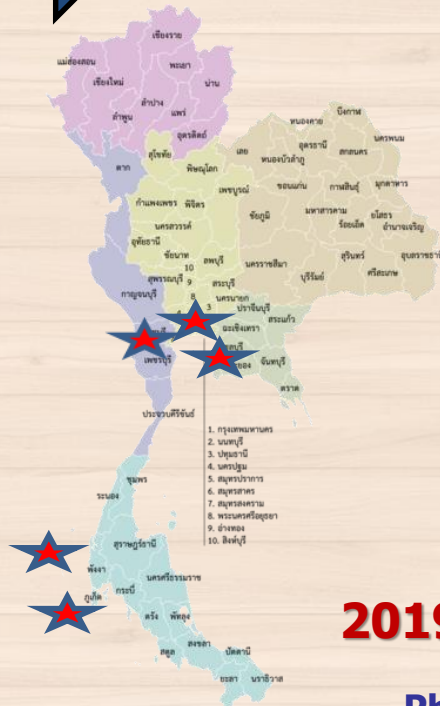 เชียงราย
แม่ฮ่องสอน
พะเยา
เชียงใหม่
น่าน
ลำปาง
ลำพูน
แพร่
อุตรดิตถ์
บึงกาฬ
หนองคาย
นครพนม
เลย
อุดรธานี
สกลนคร
หนองบัวลำภู
สุโขทัย
ตาก
พิษณุโลก
ขอนแก่น
กาฬสินธุ์
มุกดาหาร
กำแพงเพชร
พิจิตร
เพชรบูรณ์
ชัยภูมิ
มหาสารคาม
ร้อยเอ็ด
ยโสธร
อำนาจเจริญ
นครสวรรค์
อุทัยธานี
ชัยนาท
ลพบุรี
นครราชสีมา
บุรีรัมย์
สุรินทร์
ศรีสะเกษ
อุบลราชธานี
10
สุพรรณบุรี
9
สระบุรี
กาญจนบุรี
8
นครนายก
3
ปราจีนบุรี
สระแก้ว
ฉะเชิงเทรา
เพชรบุรี
จันทบุรี
ตราด
ประจวบคีรีขันธ์
1. กรุงเทพมหานคร
2. นนทบุรี
3. ปทุมธานี
4. นครปฐม
5. สมุทรปราการ
6. สมุทรสาคร
7. สมุทรสงคราม
8. พระนครศรีอยุธยา
9. อ่างทอง
10. สิงห์บุรี
ชุมพร
ระนอง
สุราษฎร์ธานี
พังงา
นครศรีธรรมราช
กระบี่
ภูเก็ต
ตรัง
พัทลุง
สงขลา
สตูล
ปัตตานี
ยะลา
นราธิวาส
2019